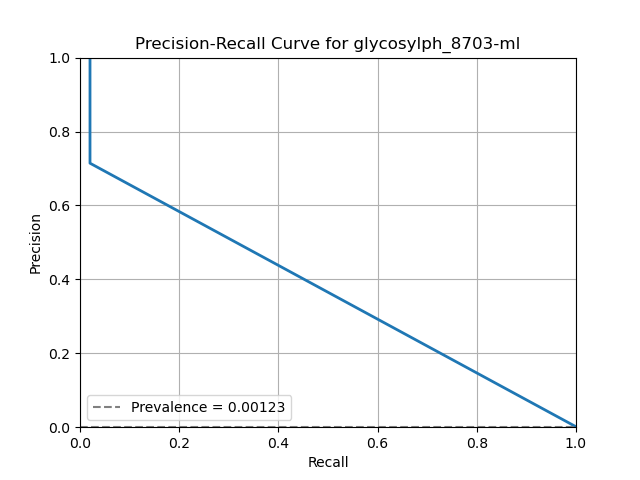 Precision-Recall Curve for glycosylph_8703-ml
1.0
0.8
0.6
0.4
0.2
0.0
Precision
Prevalence = 0.00123
0.0 0.2 0.4 0.6 0.8 1.0
Recall